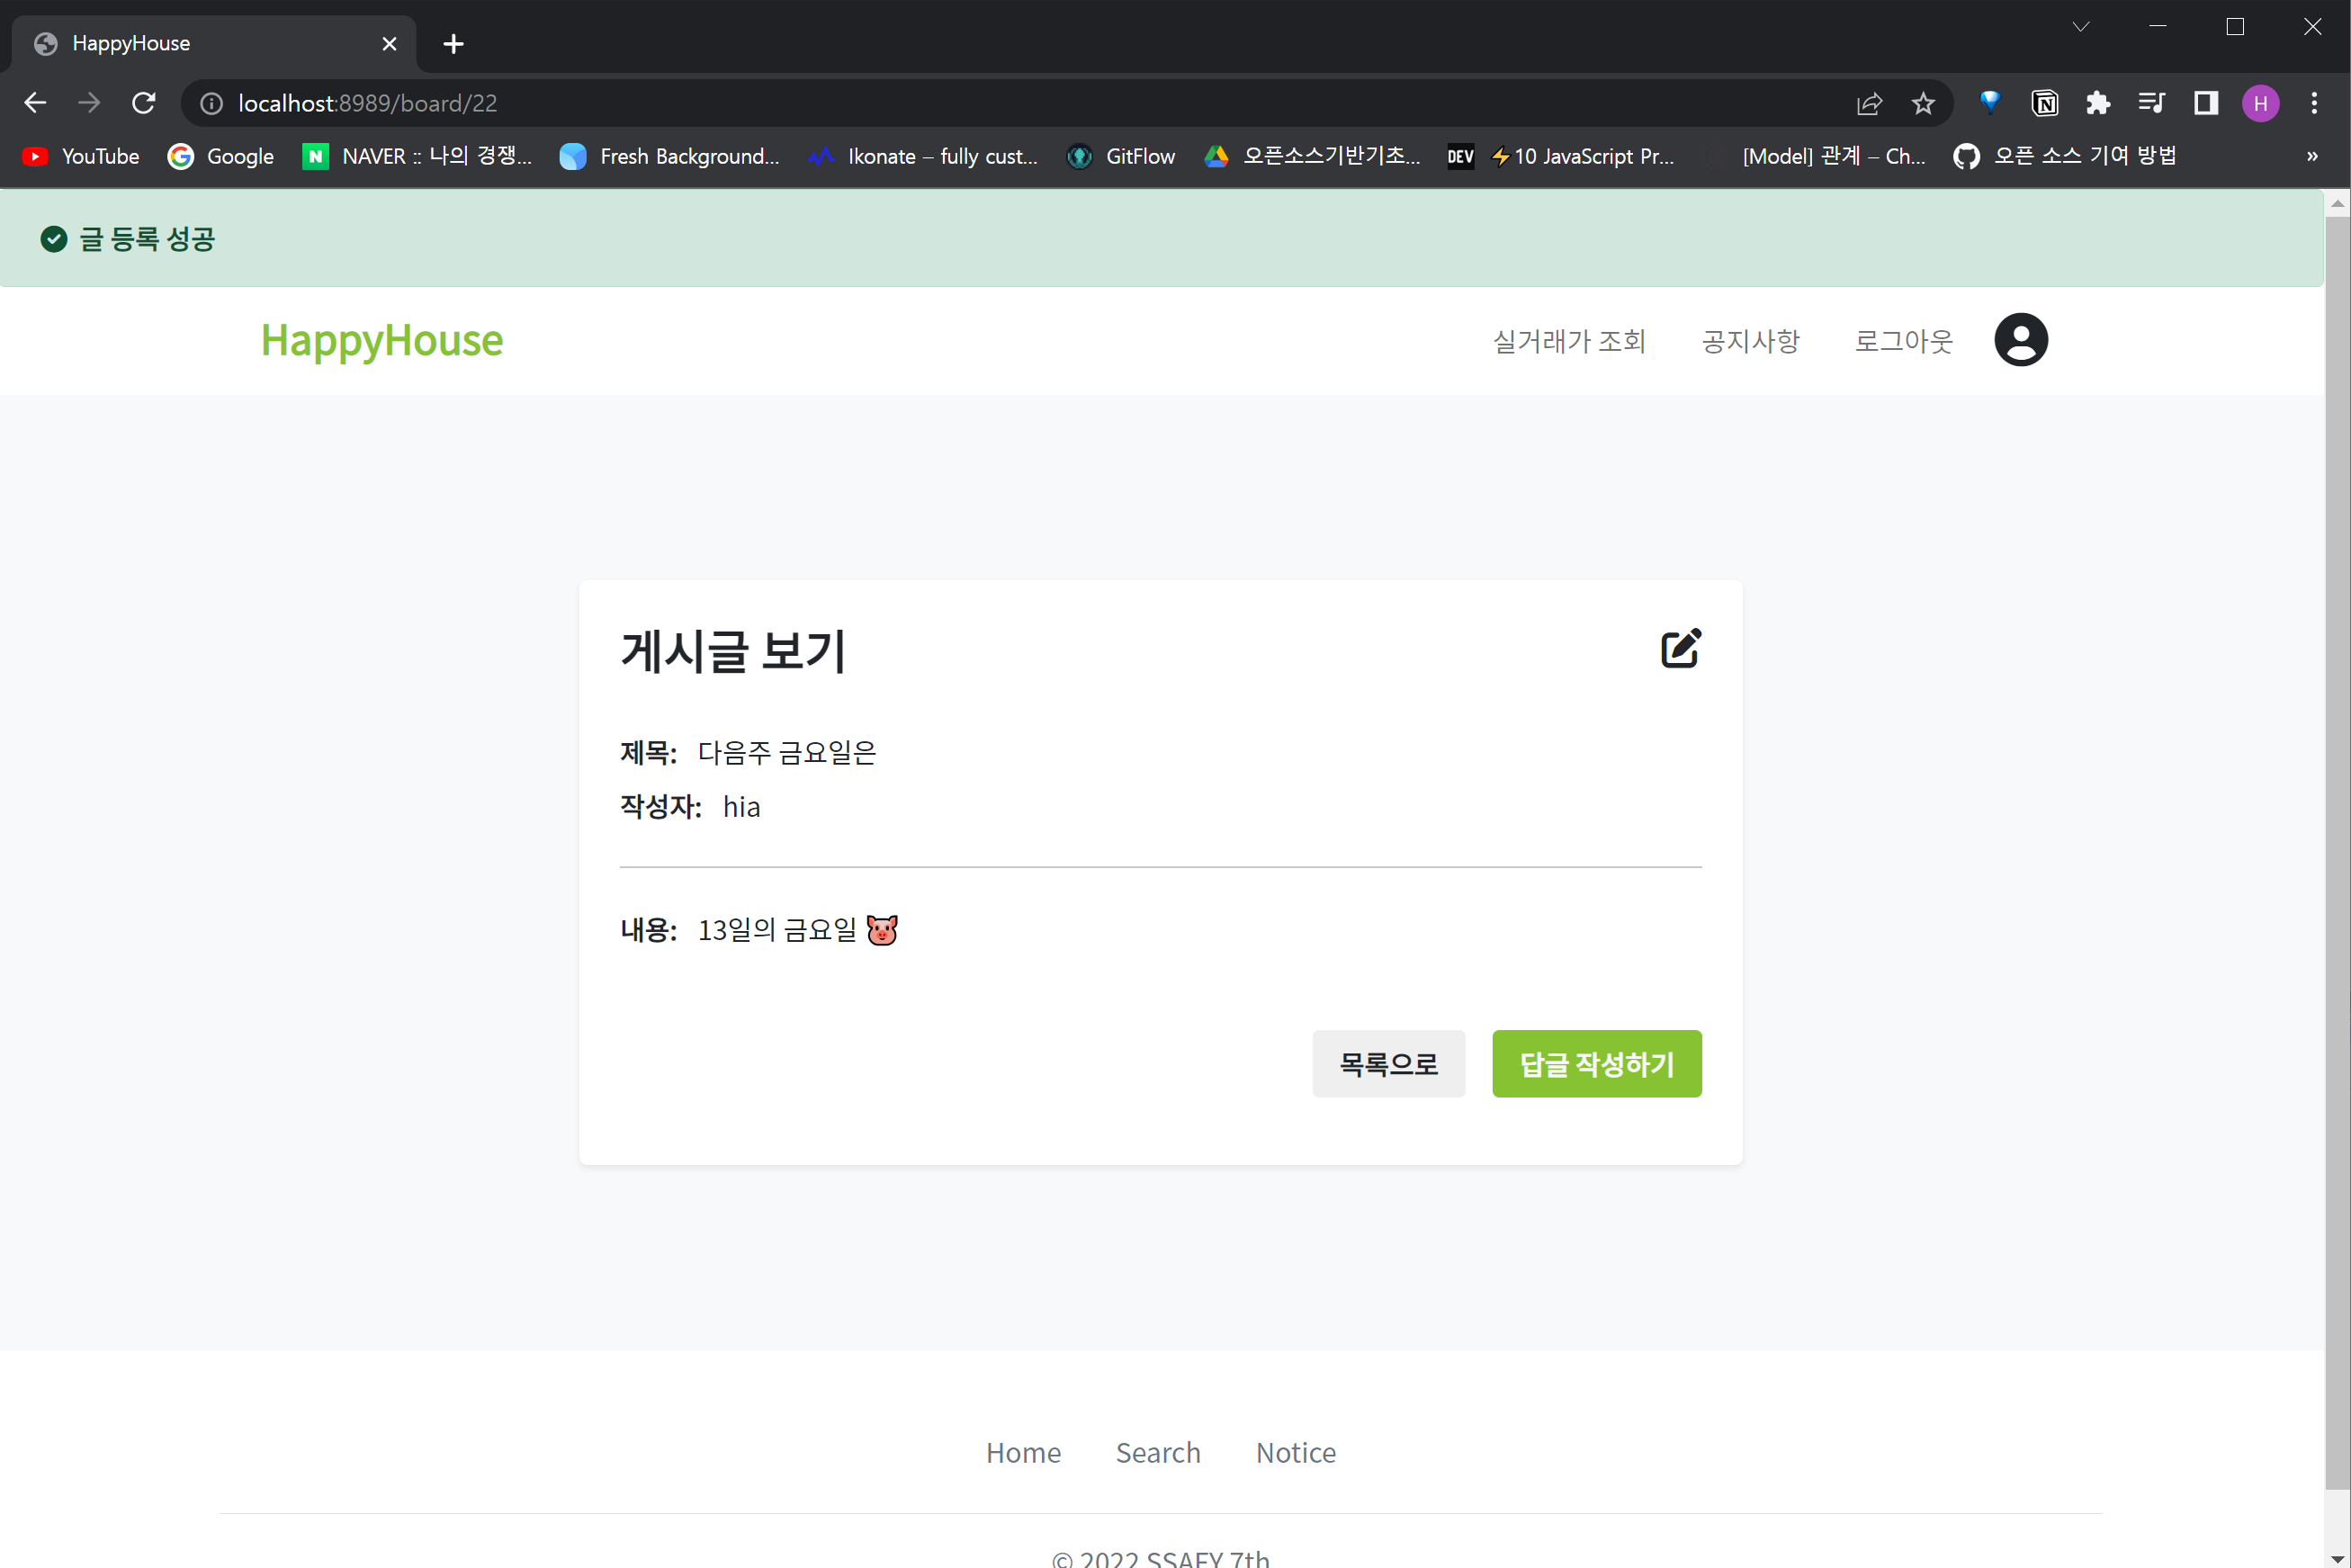 HappyHouse
localhost:8989/board/22
H
YouTube Google N NAVER :: 나의 경쟁... Fresh Background... Ikonate – fully cust... GitFlow 오픈소스기반기초... DEV ⚡10 JavaScript Pr... [Model] 관계 – Ch... 오픈 소스 기여 방법 »
글 등록 성공
HappyHouse 실거래가 조회 공지사항 로그아웃
게시글 보기
제목: 다음주 금요일은
작성자: hia
내용: 13일의 금요일 🐷
목록으로 답글 작성하기
Home Search Notice
© 2022 SSAFY 7th